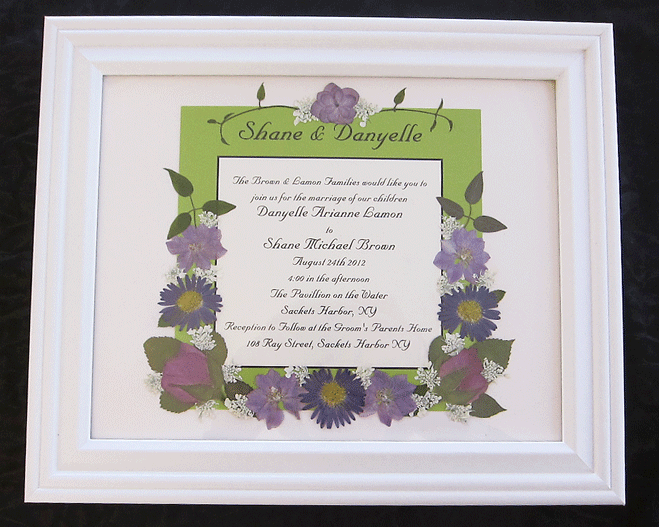 Shane & Danyelle
The Brown & Lamon Families would like you to
join us for the marriage of our children
Danyelle Arianne Lamon
to
Shane Michael Brown
August 24th 2012
4:00 in the afternoon
The Pavillion on the Water
Sackets Harbor, NY
Reception to Follow at the Groom's Parents Home
108 Ray Street, Sackets Harbor NY